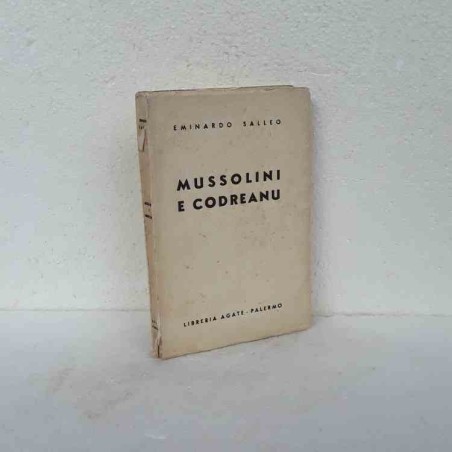 EMINARDO SALLEO
MUSSOLINI
E CODREANU
LIBRERIA AGATE - PALERMO